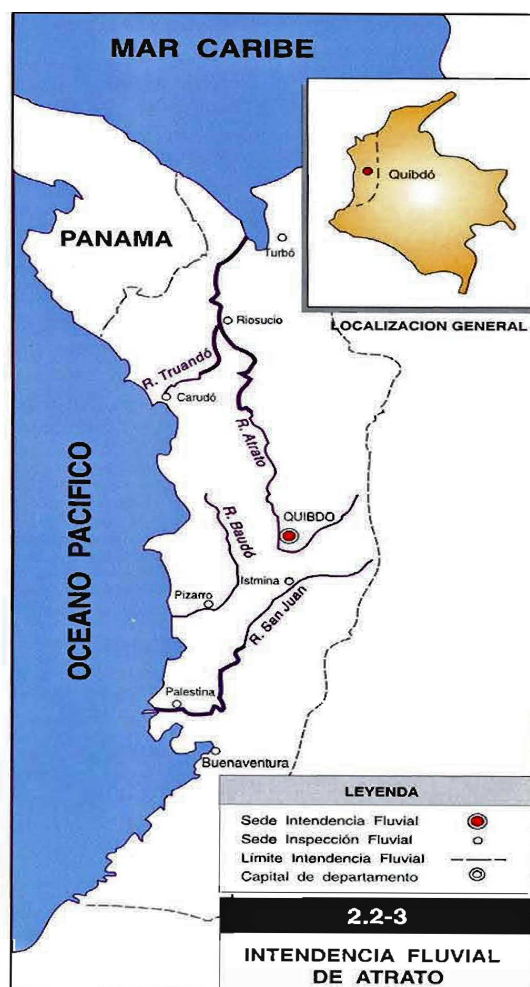 MAR CARIBE
Quibdó
LOCALIZACION GENERAL
PANAMA
Turbó
Riosucio
R. Truandó
Carudó
R. Atrato
QUIBDO
R. Baudó
OCEANO PACIFICO
Istmina
Pizarro
R. San Juan
Palestina
Buenaventura
LEYENDA
Sede Intendencia Fluvial
Sede Inspección Fluvial
Límite Intendencia Fluvial
Capital de departamento
2.2-3
INTENDENCIA FLUVIAL
DE ATRATO